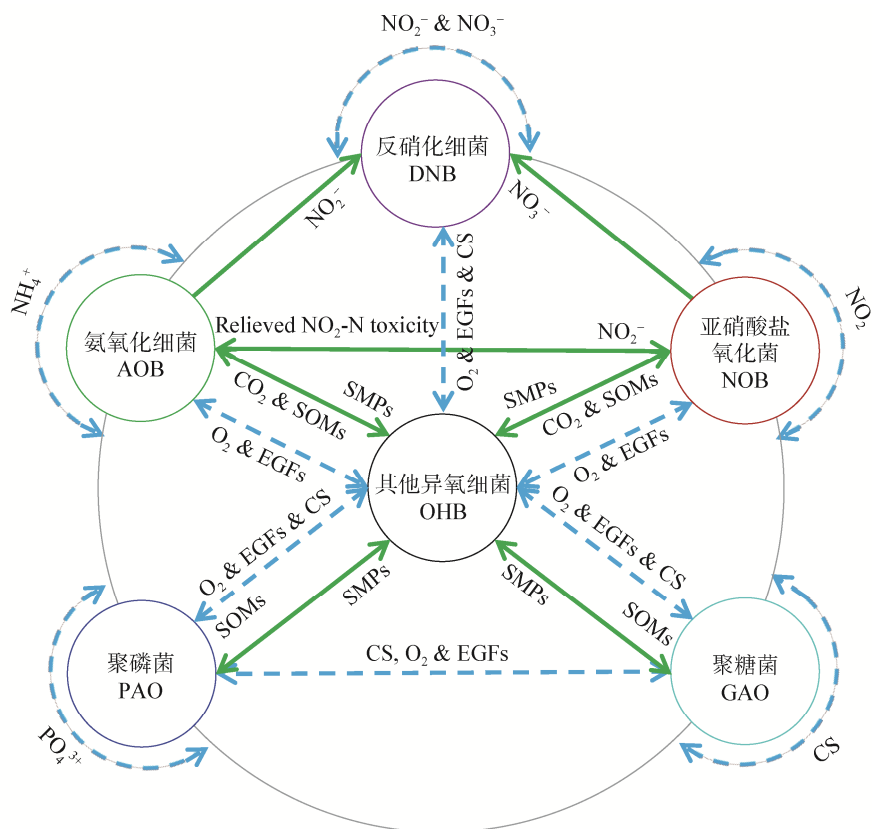 NO₂⁻ & NO₃⁻
反硝化细菌
DNB
NO₂⁻
NO₃⁻
O₂ & EGFs & CS
NH₄⁺
NO₂
氨氧化细菌
AOB
Relieved NO₂-N toxicity
NO₂⁻
亚硝酸盐
氧化菌
NOB
SMPs
CO₂ & SOMs
SMPs
CO₂ & SOMs
O₂ & EGFs
O₂ & EGFs
其他异氧细菌
OHB
O₂ & EGFs & CS
O₂ & EGFs & CS
SOMs
SMPs
SMPs
SOMs
聚磷菌
PAO
CS, O₂ & EGFs
聚糖菌
GAO
PO₄³⁺
CS